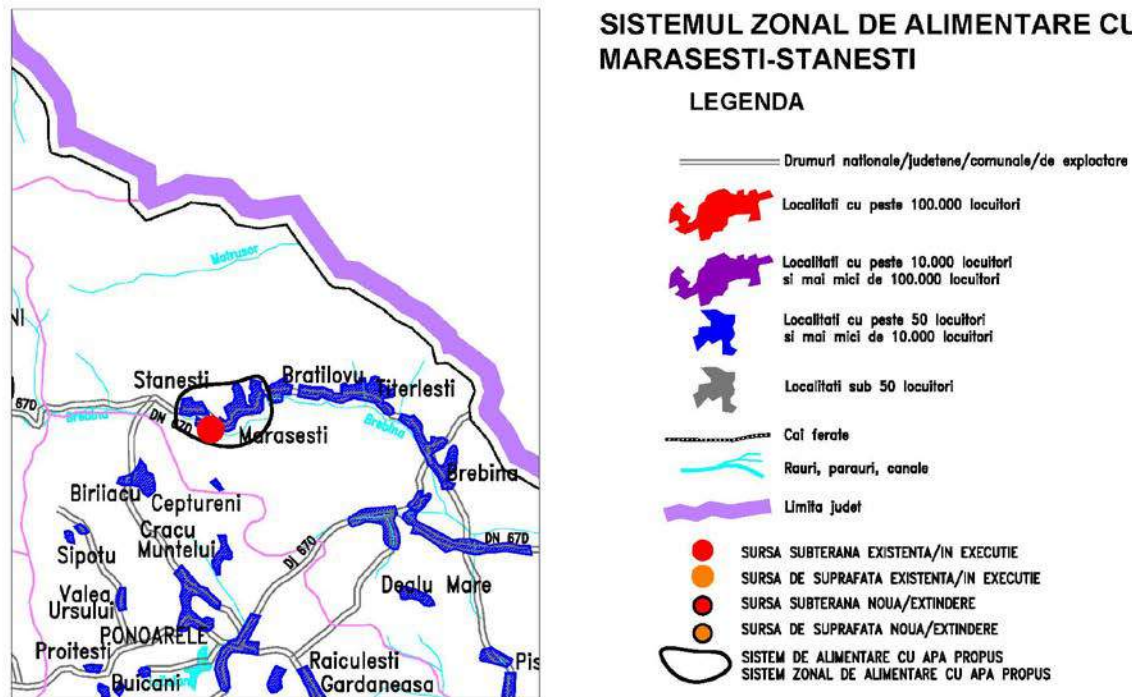 SISTEMUL ZONAL DE ALIMENTARE CU
MARASESTI-STANESTI
LEGENDA
Drumuri nationale/judetene/comunale/de exploatare
Localitati cu peste 100.000 locuitori
Localitati cu peste 10.000 locuitori
si mai mici de 100.000 locuitori
Localitati cu peste 50 locuitori
si mai mici de 10.000 locuitori
Localitati sub 50 locuitori
Cai ferate
Rauri, parauri, canale
Limita judet
SURSA SUBTERANA EXISTENTA/IN EXECUTIE
SURSA DE SUPRAFATA EXISTENTA/IN EXECUTIE
SURSA SUBTERANA NOUA/EXTINDERE
SURSA DE SUPRAFATA NOUA/EXTINDERE
SISTEM DE ALIMENTARE CU APA PROPUS
SISTEM ZONAL DE ALIMENTARE CU APA PROPUS
Motrusor
NI
Stanesti
Bratilovu
Titerlesti
67D
Brebina
DN 67D
Marasesti
Brebina
Brebina
Biriiacu
Ceptureni
Cracu
Muntelui
DJ 670
DN 67D
Sipotu
Valea
Ursului
Dealu Mare
PONOARELE
Proitesti
Buicani
Raiculesti
Gardaneasa
Pis